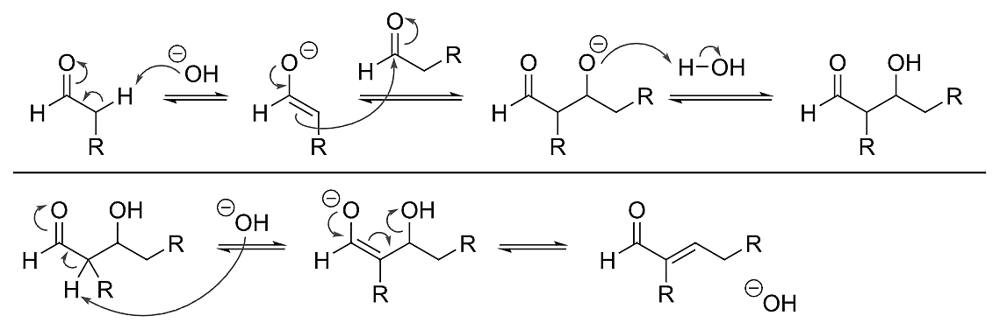 O
O ⊖OH O⊖ H R O O⊖ H–OH O OH
H H H H R H R
R R R R
O OH ⊖OH ⊖O OH O
H R H R H R
H R R R ⊖OH